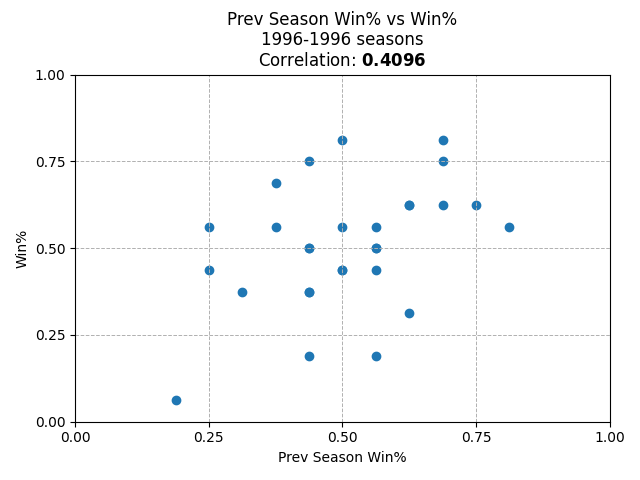 Prev Season Win% vs Win%
1996-1996 seasons
Correlation: 0.4096
1.00
0.75
0.50
0.25
0.00
Win%
0.00 0.25 0.50 0.75 1.00
Prev Season Win%